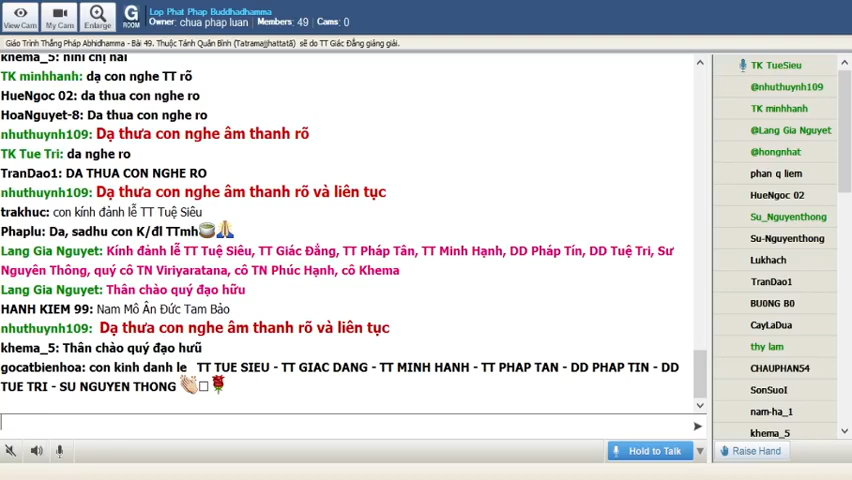 Lop Phat Phap Buddhadhamma
Owner: chua phap luan Members: 49 Cams: 0
View Cam My Cam Enlarge G ROOM
Giáo Trình Thắng Pháp Abhidhamma - Bài 49. Thuộc Tánh Quân Bình (Tatramajjhattatā) sẽ do TT Giác Đẳng giảng giải.
khema_5: hihi chị hai
TK minhhanh: dạ con nghe TT rõ
HueNgoc 02: da thua con nghe ro
HoaNguyet-8: Da thua con nghe ro
nhuthuynh109: Dạ thưa con nghe âm thanh rõ
TK Tue Tri: da nghe ro
TranDao1: DA THUA CON NGHE RO
nhuthuynh109: Dạ thưa con nghe âm thanh rõ và liên tục
trakhuc: con kính đảnh lễ TT Tuệ Siêu
Phaplu: Da, sadhu con K/đl TTmh
Lang Gia Nguyet: Kính đảnh lễ TT Tuệ Siêu, TT Giác Đẳng, TT Pháp Tân, TT Minh Hạnh, DD Pháp Tín, DD Tuệ Tri, Sư
Nguyên Thông, quý cô TN Viriyaratana, cô TN Phúc Hạnh, cô Khema
Lang Gia Nguyet: Thân chào quý đạo hữu
HANH KIEM 99: Nam Mô Ân Đức Tam Bảo
nhuthuynh109: Dạ thưa con nghe âm thanh rõ và liên tục
khema_5: Thân chào quý đạo hưũ
gocatbienhoa: con kinh danh le TT TUE SIEU - TT GIAC DANG - TT MINH HANH - TT PHAP TAN - DD PHAP TIN - DD
TUE TRI - SU NGUYEN THONG
Hold to Talk
TK TueSieu
@nhuthuynh109
TK minhhanh
@Lang Gia Nguyet
@hongnhat
phan q liem
HueNgoc 02
Su_Nguyenthong
Su-Nguyenthong
Lukhach
TranDao1
BU0NG B0
CayLaDua
thy lam
CHAUPHAN54
SonSuoI
nam-ha_1
khema_5
Raise Hand